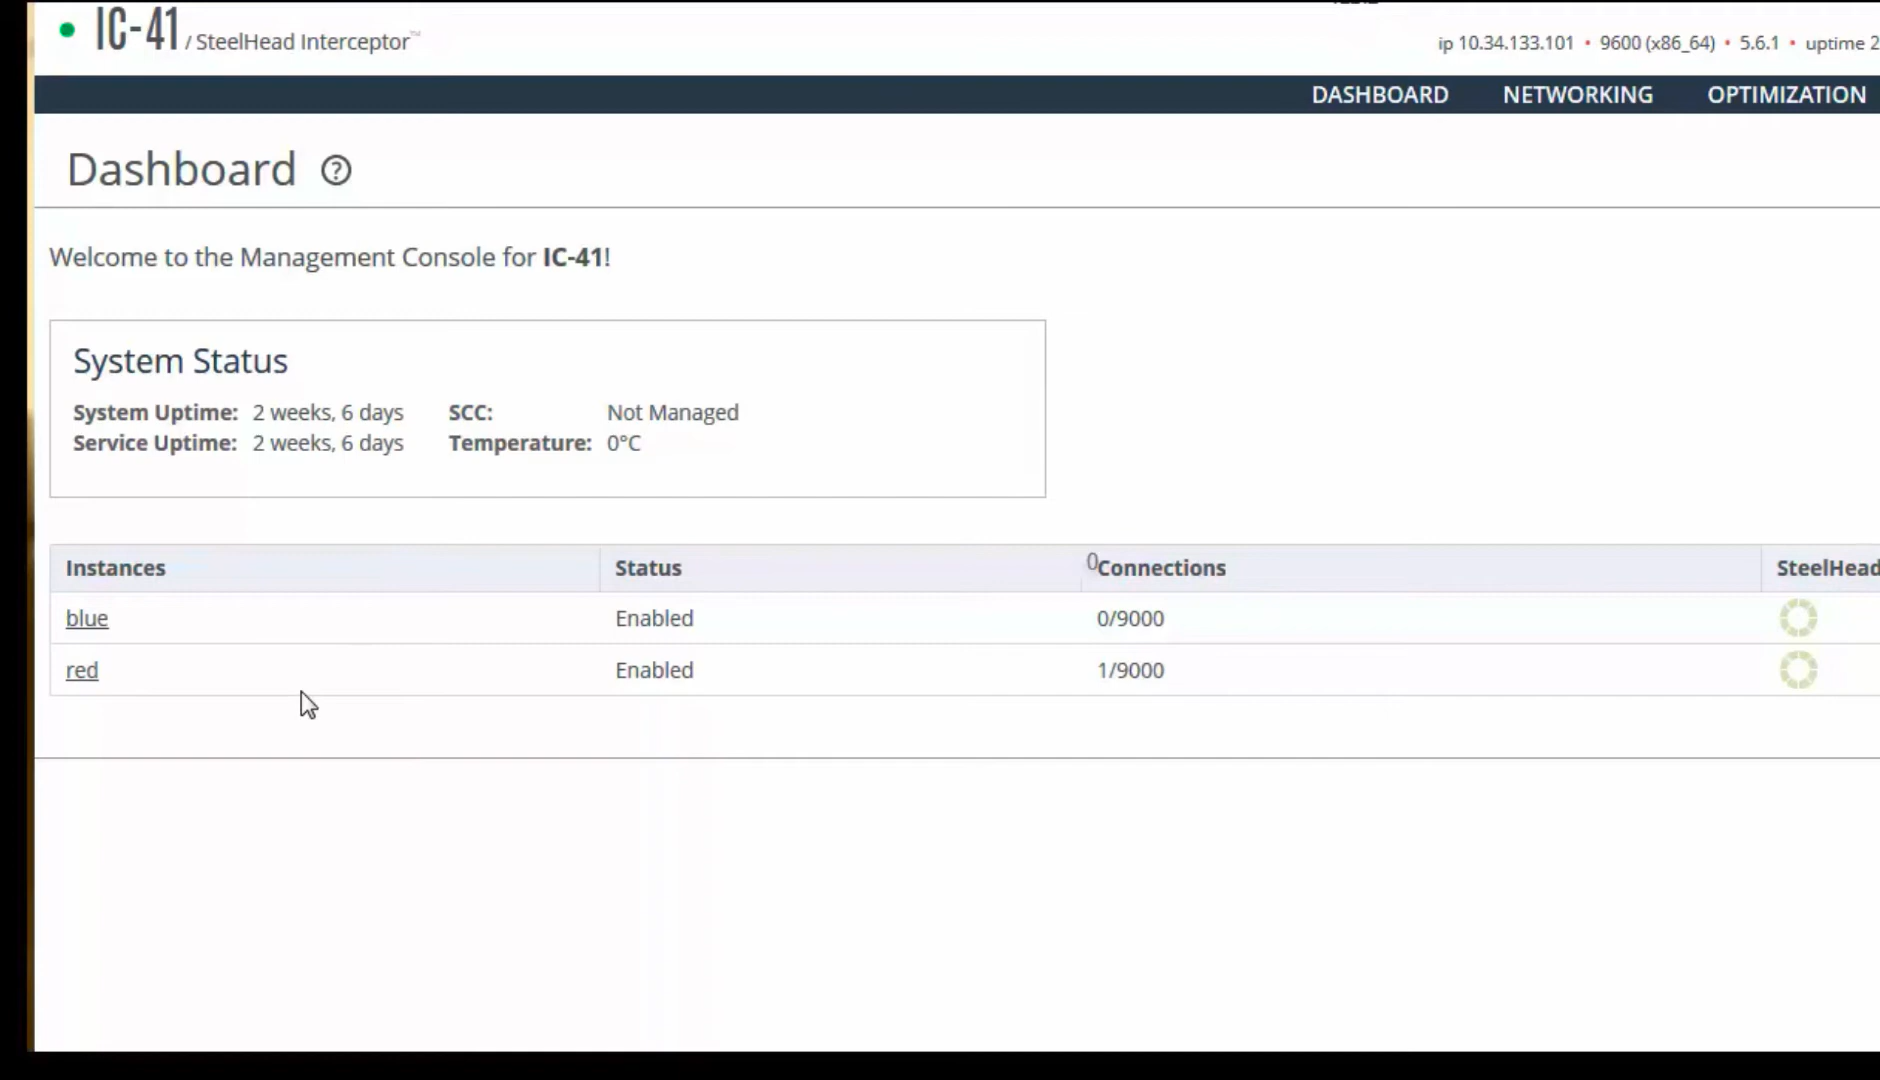 IC-41 / SteelHead Interceptor™
ip 10.34.133.101 • 9600 (x86_64) • 5.6.1 • uptime 2
DASHBOARD NETWORKING OPTIMIZATION
Dashboard ?
Welcome to the Management Console for IC-41!
System Status
System Uptime: 2 weeks, 6 days SCC: Not Managed
Service Uptime: 2 weeks, 6 days Temperature: 0°C
Instances Status 0Connections SteelHead
blue Enabled 0/9000
red Enabled 1/9000